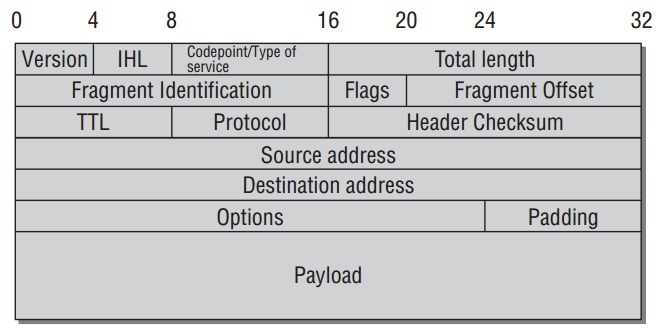 0 4 8 16 20 24 32
Version IHL Codepoint/Type of service Total length
Fragment Identification Flags Fragment Offset
TTL Protocol Header Checksum
Source address
Destination address
Options Padding
Payload